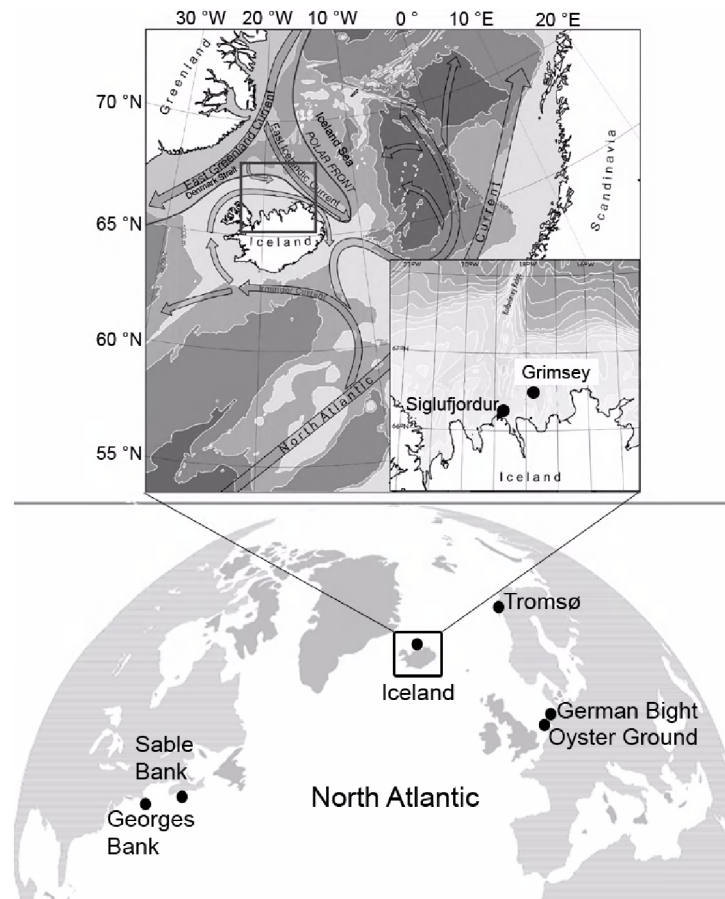 30 °W
20 °W
10 °W
0 °
10 °E
20 °E
70 °N
65 °N
60 °N
55 °N
Greenland
Scandinavia
East Greenland Current
Denmark Strait
Iceland Sea
POLAR FRONT
East Icelandic Current
Iceland
Current
Irminger Current
North Atlantic
67°N
66°N
Grimsey
Siglufjordur
Iceland
Tromsø
Iceland
German Bight
Oyster Ground
Sable
Bank
North Atlantic
Georges
Bank